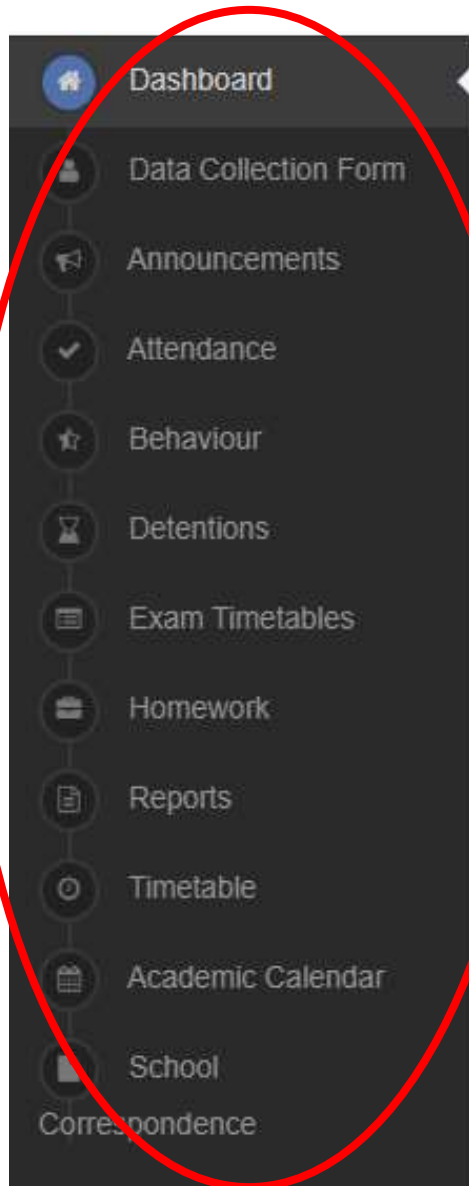 Dashboard
Data Collection Form
Announcements
Attendance
Behaviour
Detentions
Exam Timetables
Homework
Reports
Timetable
Academic Calendar
School
Correspondence